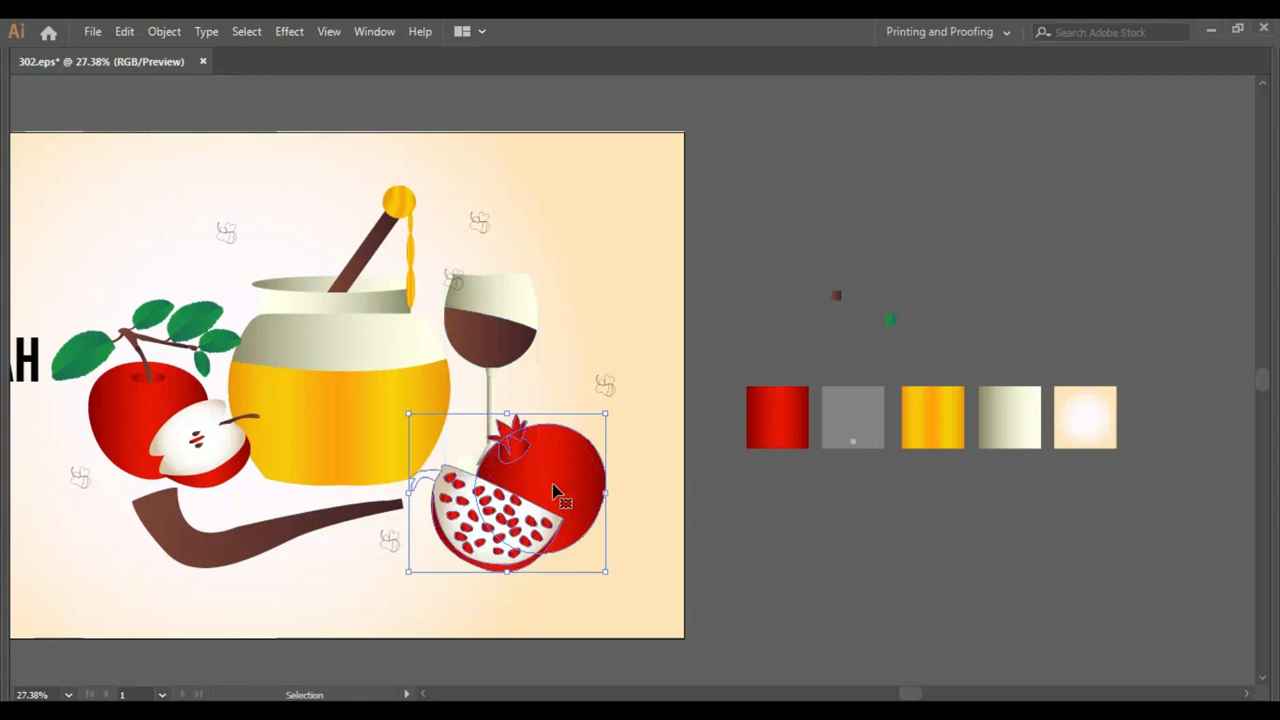 Ai File Edit Object Type Select Effect Window View Help Printing and Proofing Search Adobe Stock
302.eps* @ 27.38% (RGB/Preview) ×
AH
27.38% 1 Selection